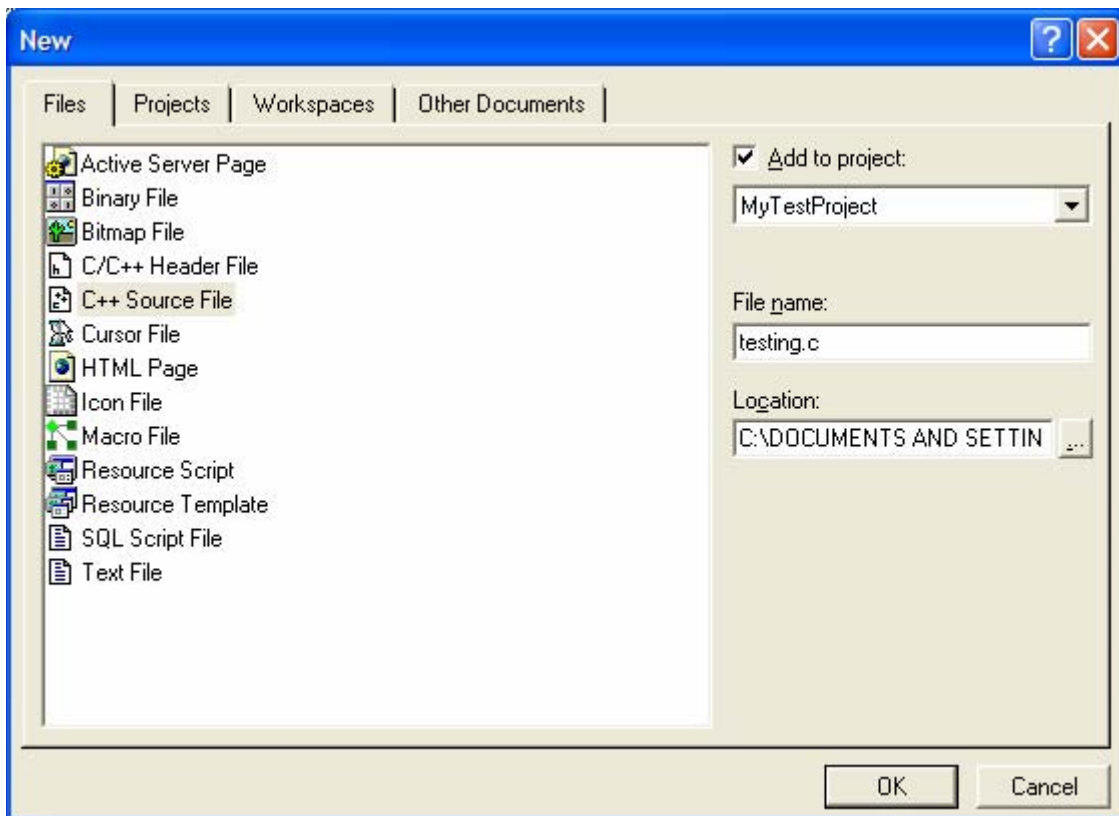 New
Files
Projects
Workspaces
Other Documents
Active Server Page
Binary File
Bitmap File
C/C++ Header File
C++ Source File
Cursor File
HTML Page
Icon File
Macro File
Resource Script
Resource Template
SQL Script File
Text File
Add to project:
MyTestProject
File name:
testing.c
Location:
C:\DOCUMENTS AND SETTIN
...
OK
Cancel